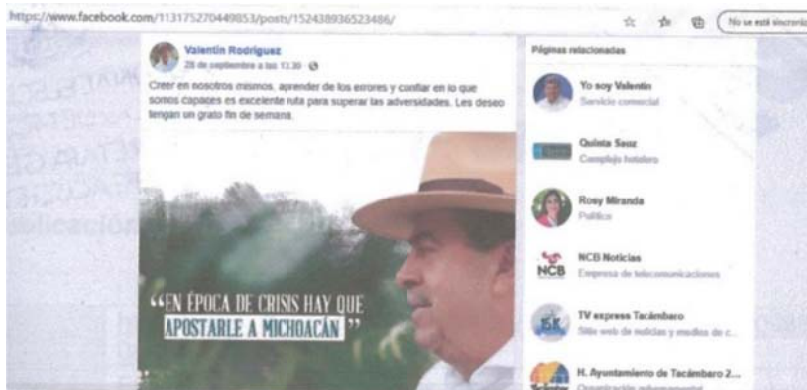 https://www.facebook.com/113175270449853/posts/152438936523486/
No se está sincroniz
Valentín Rodríguez
26 de septiembre a las 13:30
Creer en nosotros mismos, aprender de los errores y confiar en lo que
somos capaces es excelente ruta para superar las adversidades. Les deseo
tengan un grato fin de semana.
“EN ÉPOCA DE CRISIS HAY QUE
APOSTARLE A MICHOACÁN”
Páginas relacionadas
Yo soy Valentín
Servicio comercial
Quinta Sauz
Complejo hotelero
Rosy Miranda
Político
NCB
NCB Noticias
Empresa de telecomunicaciones
TV express Tacámbaro
Sitio web de noticias y medios de c...
H. Ayuntamiento de Tacámbaro 2...
Organización gubernamental